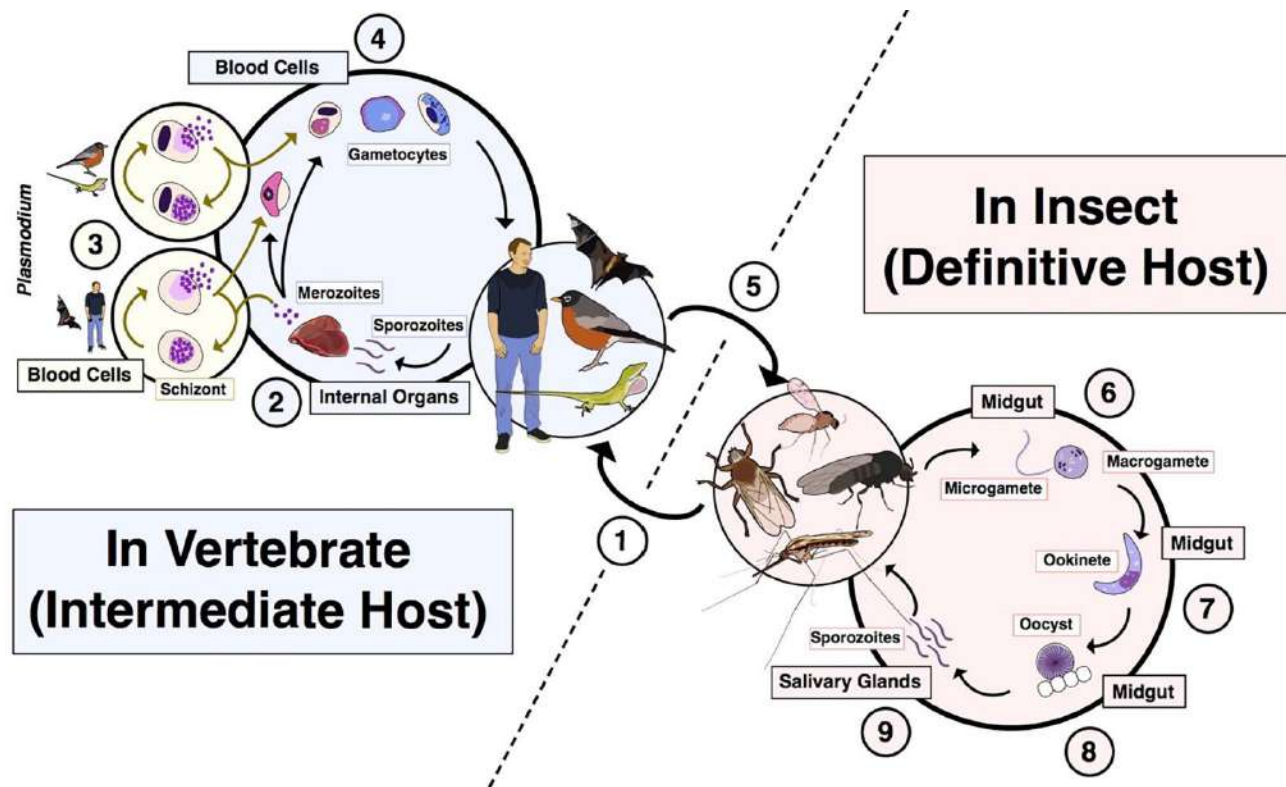 4
Blood Cells
Gametocytes
Plasmodium
3
Merozoites
Sporozoites
Blood Cells
Schizont
2
Internal Organs
5
In Insect
(Definitive Host)
1
In Vertebrate
(Intermediate Host)
Midgut
6
Macrogamete
Microgamete
Midgut
Ookinete
7
Oocyst
Sporozoites
Salivary Glands
Midgut
9
8